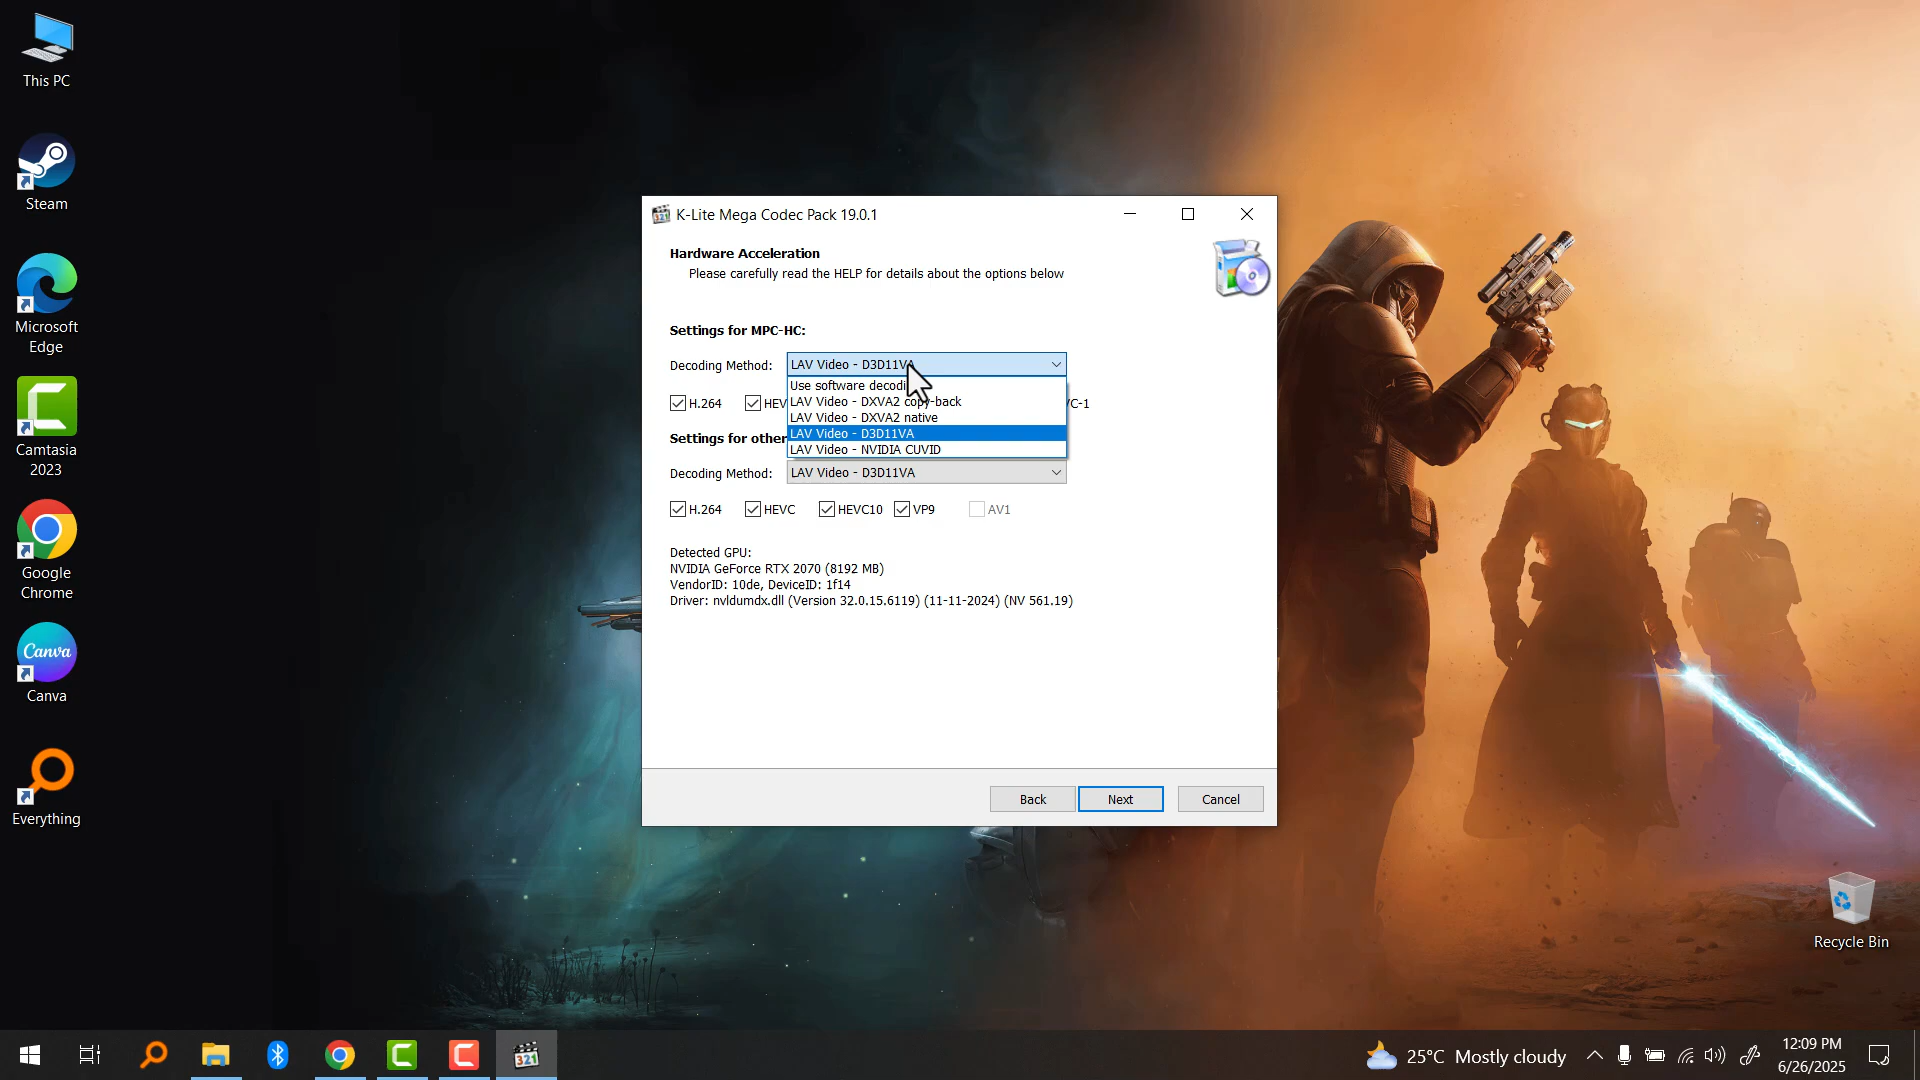 This PC
Steam
Microsoft
Edge
Camtasia
2023
Google
Chrome
Canva
Canva
Everything
K-Lite Mega Codec Pack 19.0.1
Hardware Acceleration
Please carefully read the HELP for details about the options below
Settings for MPC-HC:
Decoding Method: LAV Video - D3D11VA
Use software decodi
LAV Video - DXVA2 copy-back
H.264 HEV VC-1
LAV Video - DXVA2 native
LAV Video - D3D11VA
Settings for other
LAV Video - NVIDIA CUVID
Decoding Method: LAV Video - D3D11VA
H.264 HEVC HEVC10 VP9 AV1
Detected GPU:
NVIDIA GeForce RTX 2070 (8192 MB)
VendorID: 10de, DeviceID: 1f14
Driver: nvldumdx.dll (Version 32.0.15.6119) (11-11-2024) (NV 561.19)
Back Next Cancel
Recycle Bin
321
25°C Mostly cloudy
12:09 PM
6/26/2025